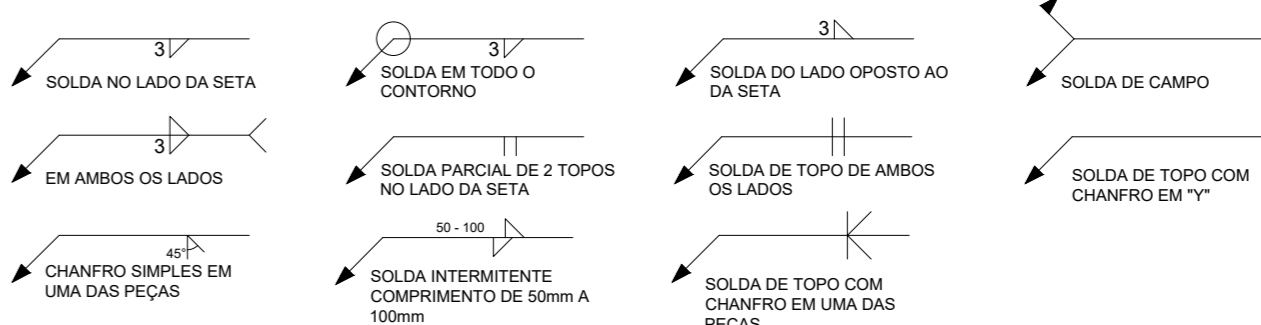 3
SOLDA NO LADO DA SETA
3
SOLDA EM TODO O
CONTORNO
3
SOLDA DO LADO OPOSTO AO
DA SETA
SOLDA DE CAMPO
3
EM AMBOS OS LADOS
SOLDA PARCIAL DE 2 TOPOS
NO LADO DA SETA
SOLDA DE TOPO DE AMBOS
OS LADOS
SOLDA DE TOPO COM
CHANFRO EM "Y"
45°
CHANFRO SIMPLES EM
UMA DAS PEÇAS
50 - 100
SOLDA INTERMITENTE
COMPRIMENTO DE 50mm A
100mm
SOLDA DE TOPO COM
CHANFRO EM UMA DAS
PEÇAS